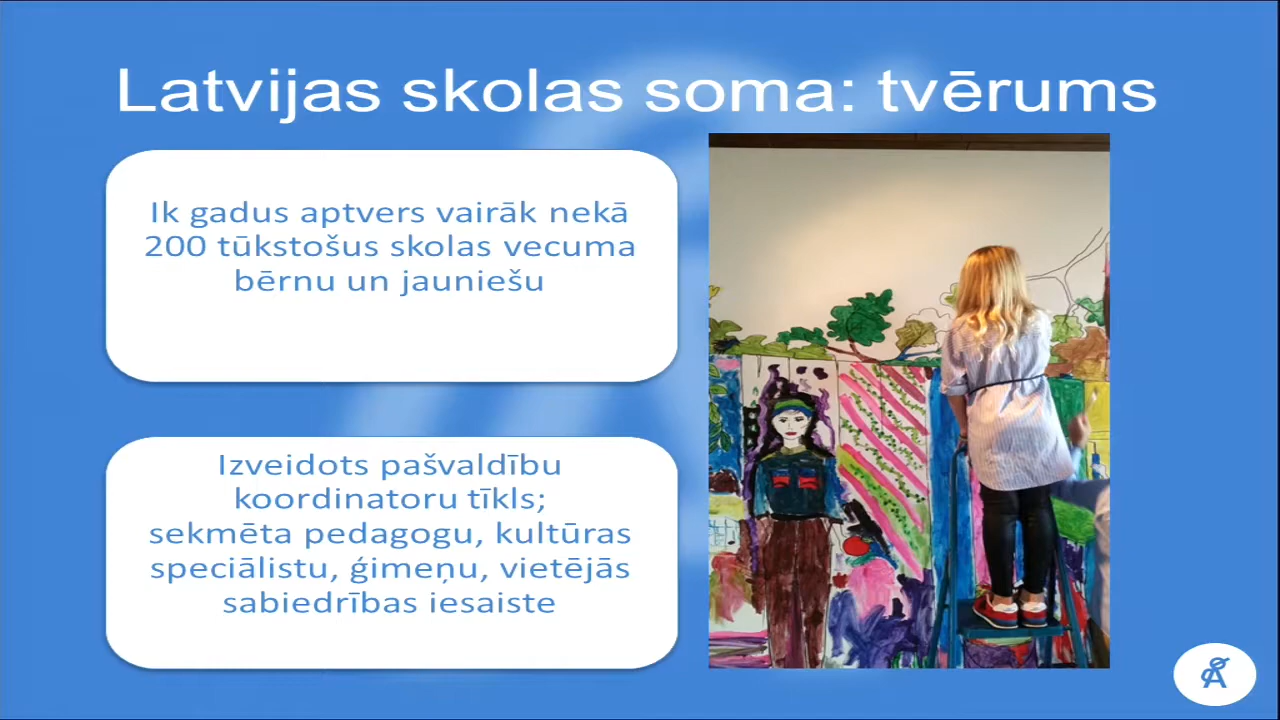 Latvijas skolas soma: tvērums
Ik gadus aptvers vairāk nekā
200 tūkstošus skolas vecuma
bērnu un jauniešu
Izveidots pašvaldību
koordinatoru tīkls;
sekmēta pedagogu, kultūras
speciālistu, ģimeņu, vietējās
sabiedrības iesaiste